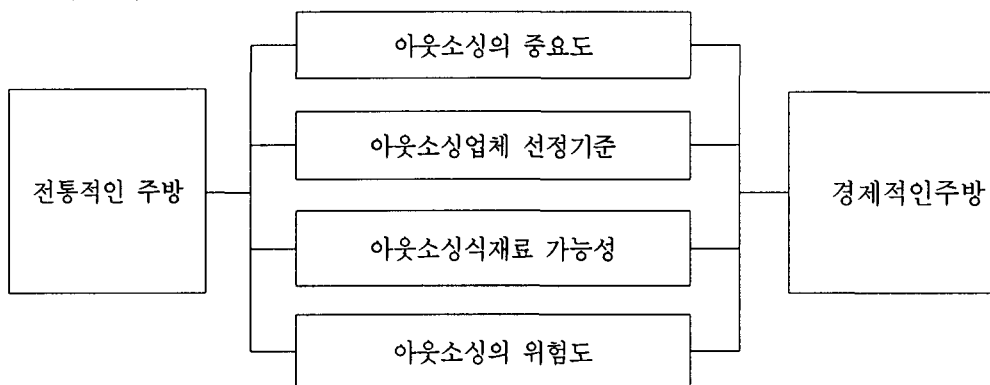 아웃소싱의 중요도
아웃소싱업체 선정기준
전통적인 주방
경제적인주방
아웃소싱식재료 가능성
아웃소싱의 위험도